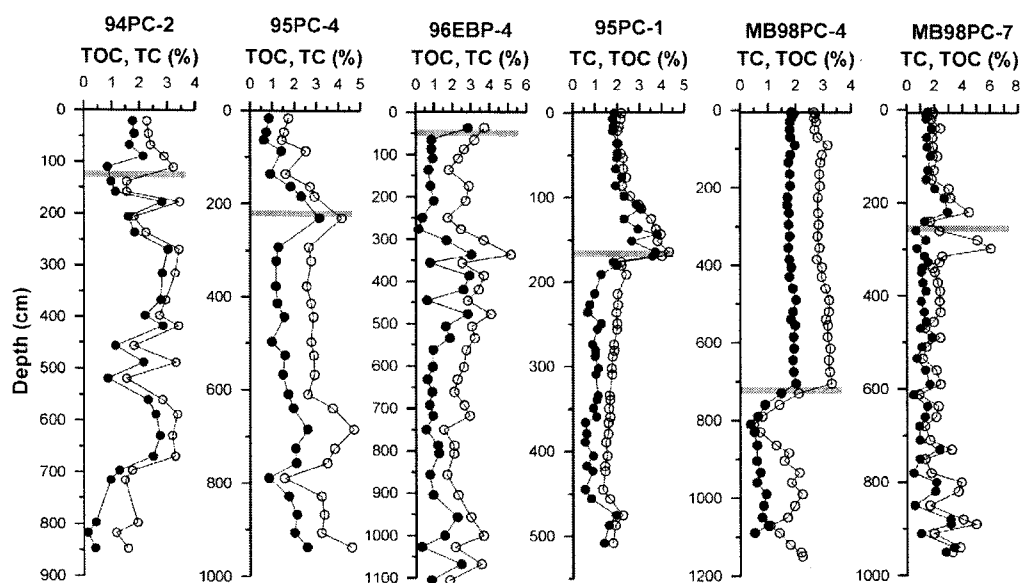 94PC-2
TOC, TC (%)
0 1 2 3 4
0
100
200
300
400
500
600
700
800
900
Depth (cm)
95PC-4
TOC, TC (%)
0 1 2 3 4 5
0
200
400
600
800
1000
96EBP-4
TOC, TC (%)
0 1 2 3 4 5 6
0
100
200
300
400
500
600
700
800
900
1000
1100
95PC-1
TC, TOC (%)
0 1 2 3 4 5
0
100
200
300
400
500
MB98PC-4
TC, TOC (%)
0 1 2 3 4
0
200
400
600
800
1000
1200
MB98PC-7
TC, TOC (%)
0 2 4 6 8
0
200
400
600
800
1000